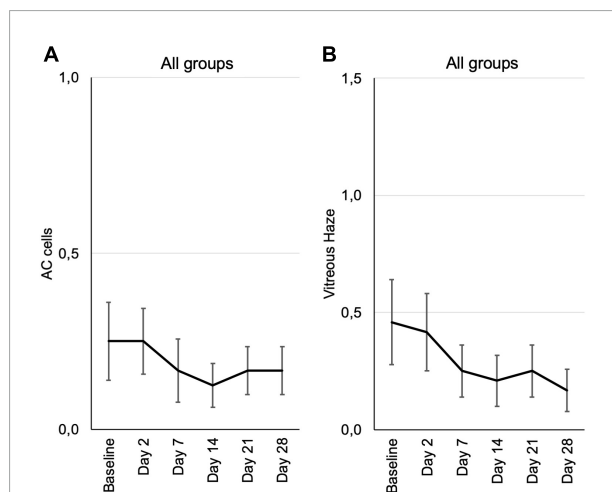 A
All groups
AC cells
1,0
0,5
0,0
Baseline
Day 2
Day 7
Day 14
Day 21
Day 28
B
All groups
Vitreous Haze
1,5
1,0
0,5
0,0
Baseline
Day 2
Day 7
Day 14
Day 21
Day 28